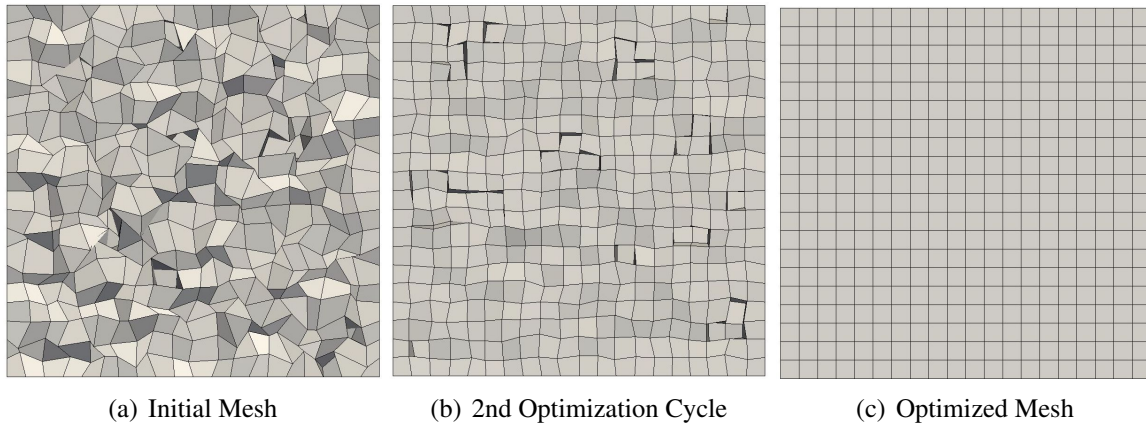 (a) Initial Mesh
(b) 2nd Optimization Cycle
(c) Optimized Mesh